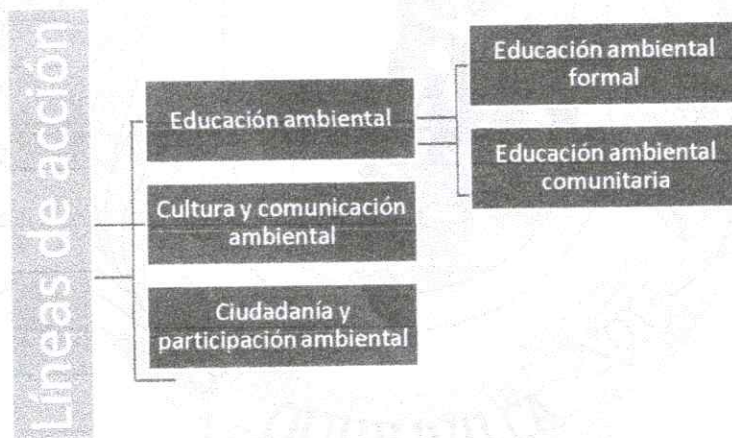 Líneas de acción
Educación ambiental
Cultura y comunicación
ambiental
Ciudadanía y
participación ambiental
Educación ambiental
formal
Educación ambiental
comunitaria